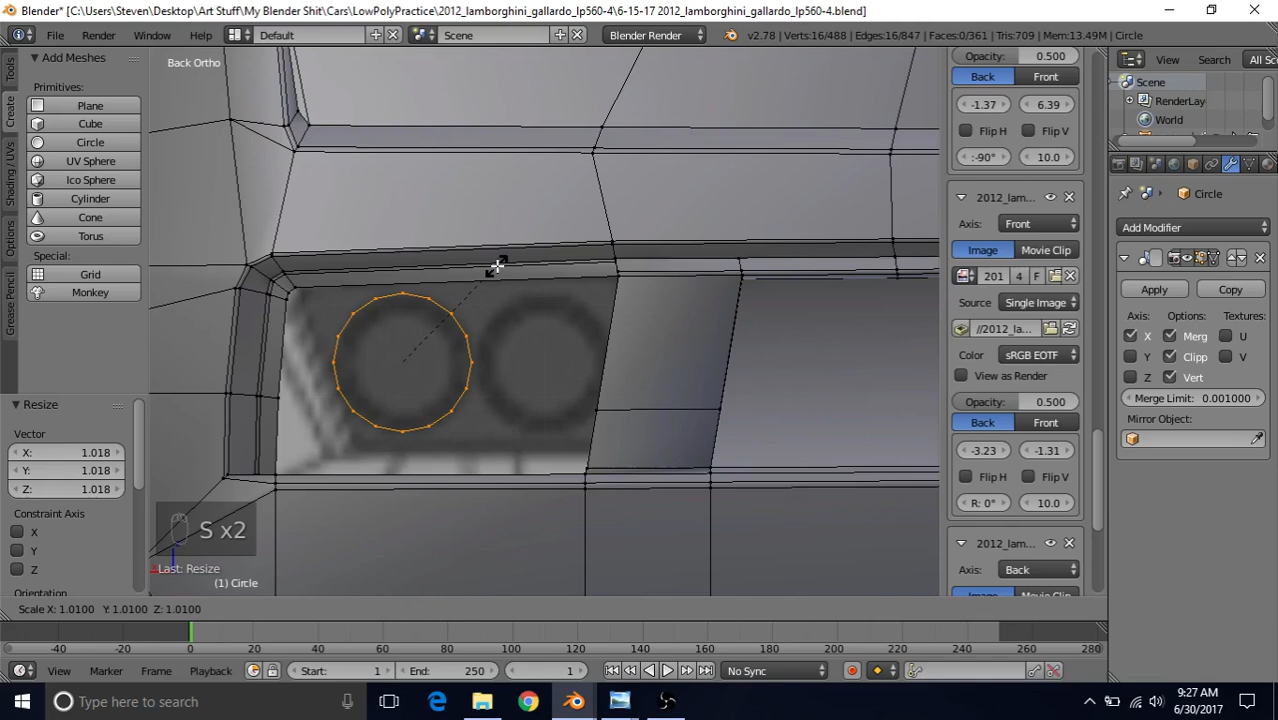 Blender* [C:\Users\Steven\Desktop\Art Stuff\My Blender Shit\Cars\LowPolyPractice\2012_lamborghini_gallardo_lp560-4\6-15-17 2012_lamborghini_gallardo_lp560-4.blend]
File Render Window Help Default Scene Blender Render v2.78 | Verts:16/488 | Edges:16/847 | Faces:0/361 | Tris:709 | Mem:13.49M | Circle
Tools
Create
Shading / UVs
Options
Grease Pencil
Add Meshes
Primitives:
Plane
Cube
Circle
UV Sphere
Ico Sphere
Cylinder
Cone
Torus
Special:
Grid
Monkey
Resize
Vector
X: 1.018
Y: 1.018
Z: 1.018
Constraint Axis
X
Y
Z
Orientation
Back Ortho
S x2
Last: Resize
(1) Circle
Scale X: 1.0100 Y: 1.0100 Z: 1.0100
Opacity: 0.500
Back Front
-1.37 6.39
Flip H Flip V
:-90° 10.0
2012_lam...
Axis: Front
Image Movie Clip
201 4 F
Source Single Image
//2012_la...
Color sRGB EOTF
View as Render
Opacity: 0.500
Back Front
-3.23 -1.31
Flip H Flip V
R: 0° 10.0
2012_lam...
Axis: Back
Image Movie Clip
View Search All Sc
Scene
RenderLay
World
Circle
Add Modifier
Apply Copy
Axis: Options: Textures:
X Merg U
Y Clipp V
Z Vert
Merge Limit: 0.001000
Mirror Object:
-40 -20 0 20 40 60 80 100 120 140 160 180 200 220 240 260 280
View Marker Frame Playback Start: 1 End: 250 1 No Sync
Type here to search
9:27 AM
6/30/2017